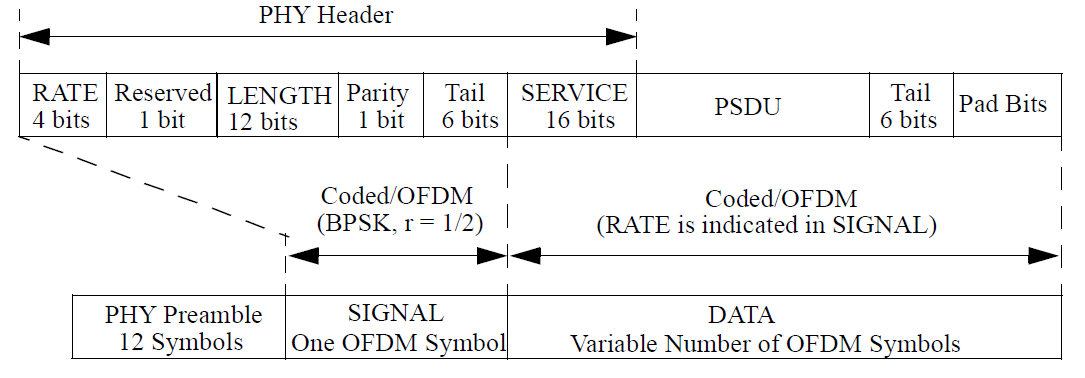 PHY Header
RATE Reserved LENGTH Parity Tail SERVICE PSDU Tail Pad Bits
4 bits 1 bit 12 bits 1 bit 6 bits 16 bits 6 bits
Coded/OFDM Coded/OFDM
(BPSK, r = 1/2) (RATE is indicated in SIGNAL)
PHY Preamble SIGNAL DATA
12 Symbols One OFDM Symbol Variable Number of OFDM Symbols